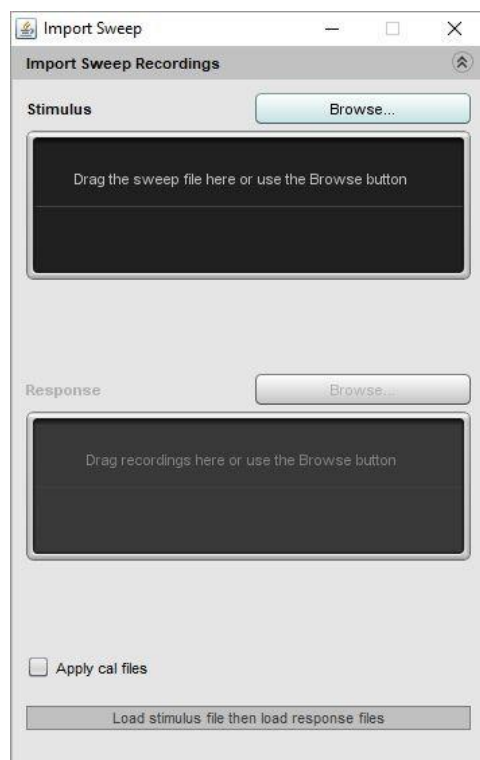 Import Sweep
Import Sweep Recordings
Stimulus Browse...
Drag the sweep file here or use the Browse button
Response Browse...
Drag recordings here or use the Browse button
Apply cal files
Load stimulus file then load response files